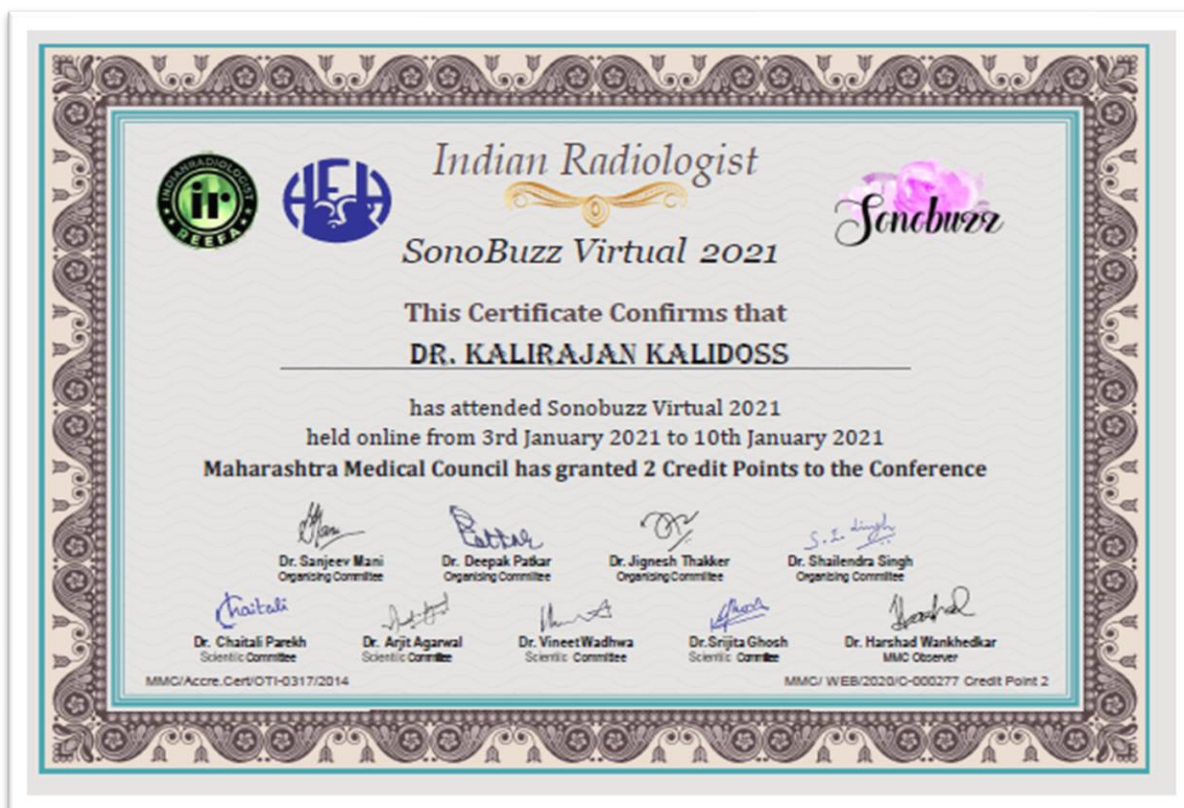 INDIANRADIOLOGIST
ir
REEFA
Indian Radiologist
Sonobuzz
SonoBuzz Virtual 2021
This Certificate Confirms that
DR. KALIRAJAN KALIDOSS
has attended Sonobuzz Virtual 2021
held online from 3rd January 2021 to 10th January 2021
Maharashtra Medical Council has granted 2 Credit Points to the Conference
S. I. Singh
Dr. Sanjeev Mani Dr. Deepak Patkar Dr. Jignesh Thakker Dr. Shailendra Singh
Organising Committee Organising Committee Organising Committee Organising Committee
Chaitali
Dr. Chaitali Parekh Dr. Arjit Agarwal Dr. Vineet Wadhwa Dr. Srijita Ghosh Dr. Harshad Wankhedkar
Scientific Committee Scientific Committee Scientific Committee Scientific Committee MMC Observer
MMC/Accre.Cert/OTI-0317/2014 MMC/ WEB/2020/C-000277 Credit Point 2